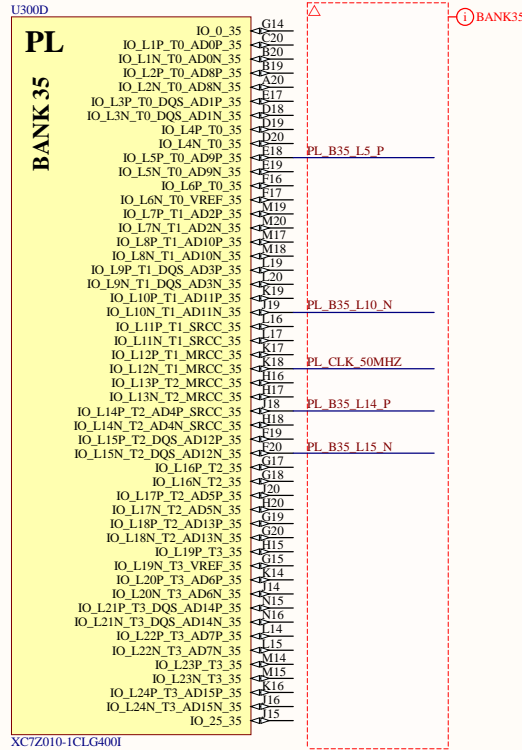 U300D
PL
BANK 35
BANK35
IO_0_35 G14
IO_L1P_T0_AD0P_35 C20
IO_L1N_T0_AD0N_35 B20
IO_L2P_T0_AD8P_35 B19
IO_L2N_T0_AD8N_35 A20
IO_L3P_T0_DQS_AD1P_35 E17
IO_L3N_T0_DQS_AD1N_35 D18
IO_L4P_T0_35 D19
IO_L4N_T0_35 D20
IO_L5P_T0_AD9P_35 E18 PL_B35_L5_P
IO_L5N_T0_AD9N_35 E19
IO_L6P_T0_35 F16
IO_L6N_T0_VREF_35 F17
IO_L7P_T1_AD2P_35 M19
IO_L7N_T1_AD2N_35 M20
IO_L8P_T1_AD10P_35 M17
IO_L8N_T1_AD10N_35 M18
IO_L9P_T1_DQS_AD3P_35 L19
IO_L9N_T1_DQS_AD3N_35 L20
IO_L10P_T1_AD11P_35 K19
IO_L10N_T1_AD11N_35 J19 PL_B35_L10_N
IO_L11P_T1_SRCC_35 L16
IO_L11N_T1_SRCC_35 L17
IO_L12P_T1_MRCC_35 K17
IO_L12N_T1_MRCC_35 K18 PL_CLK_50MHZ
IO_L13P_T2_MRCC_35 H16
IO_L13N_T2_MRCC_35 H17
IO_L14P_T2_AD4P_SRCC_35 J18 PL_B35_L14_P
IO_L14N_T2_AD4N_SRCC_35 H18
IO_L15P_T2_DQS_AD12P_35 F19
IO_L15N_T2_DQS_AD12N_35 F20 PL_B35_L15_N
IO_L16P_T2_35 G17
IO_L16N_T2_35 G18
IO_L17P_T2_AD5P_35 J20
IO_L17N_T2_AD5N_35 H20
IO_L18P_T2_AD13P_35 G19
IO_L18N_T2_AD13N_35 G20
IO_L19P_T3_35 H15
IO_L19N_T3_VREF_35 G15
IO_L20P_T3_AD6P_35 K14
IO_L20N_T3_AD6N_35 J14
IO_L21P_T3_DQS_AD14P_35 N15
IO_L21N_T3_DQS_AD14N_35 N16
IO_L22P_T3_AD7P_35 L14
IO_L22N_T3_AD7N_35 L15
IO_L23P_T3_35 M14
IO_L23N_T3_35 M15
IO_L24P_T3_AD15P_35 K16
IO_L24N_T3_AD15N_35 J16
IO_25_35 J15
XC7Z010-1CLG400I